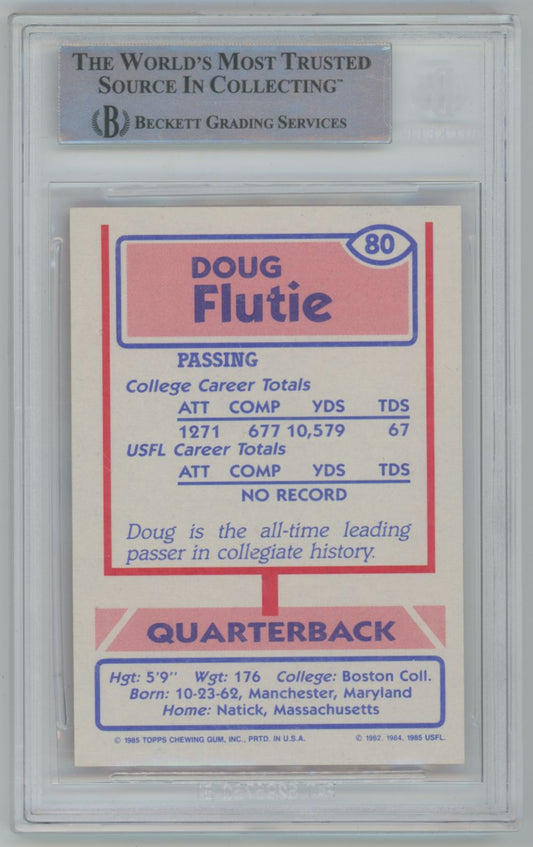 THE WORLD'S MOST TRUSTED
SOURCE IN COLLECTING™
B BECKETT GRADING SERVICES
80
DOUG
Flutie
PASSING
College Career Totals
ATT COMP YDS TDS
1271 677 10,579 67
USFL Career Totals
ATT COMP YDS TDS
NO RECORD
Doug is the all-time leading
passer in collegiate history.
QUARTERBACK
Hgt: 5'9" Wgt: 176 College: Boston Coll.
Born: 10-23-62, Manchester, Maryland
Home: Natick, Massachusetts
© 1985 TOPPS CHEWING GUM, INC., PRTD. IN U.S.A. © 1982, 1984, 1985 USFL.